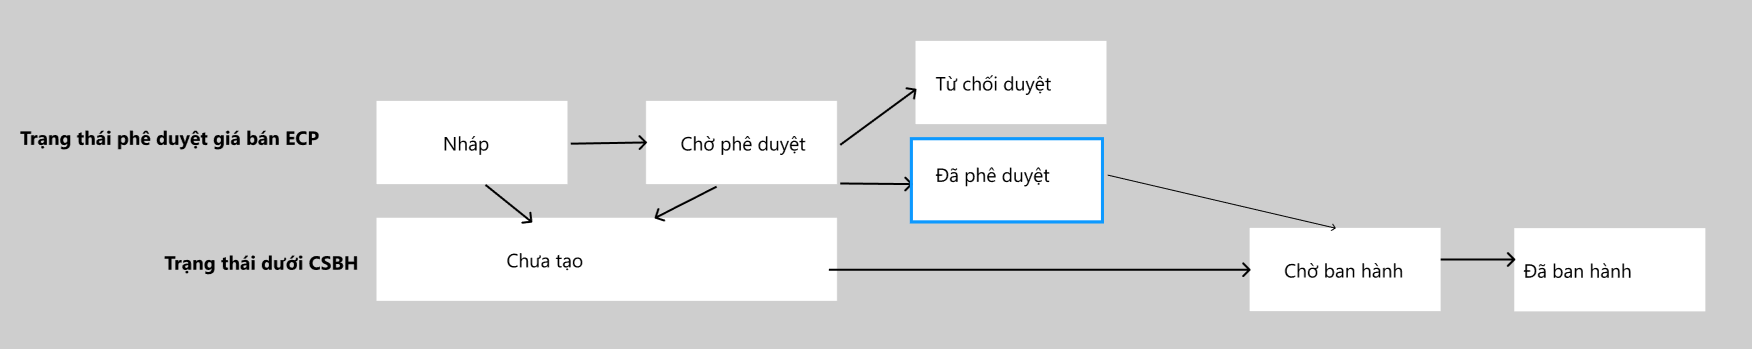 Từ chối duyệt
Trạng thái phê duyệt giá bán ECP
Nháp
Chờ phê duyệt
Đã phê duyệt
Trạng thái dưới CSBH
Chưa tạo
Chờ ban hành
Đã ban hành